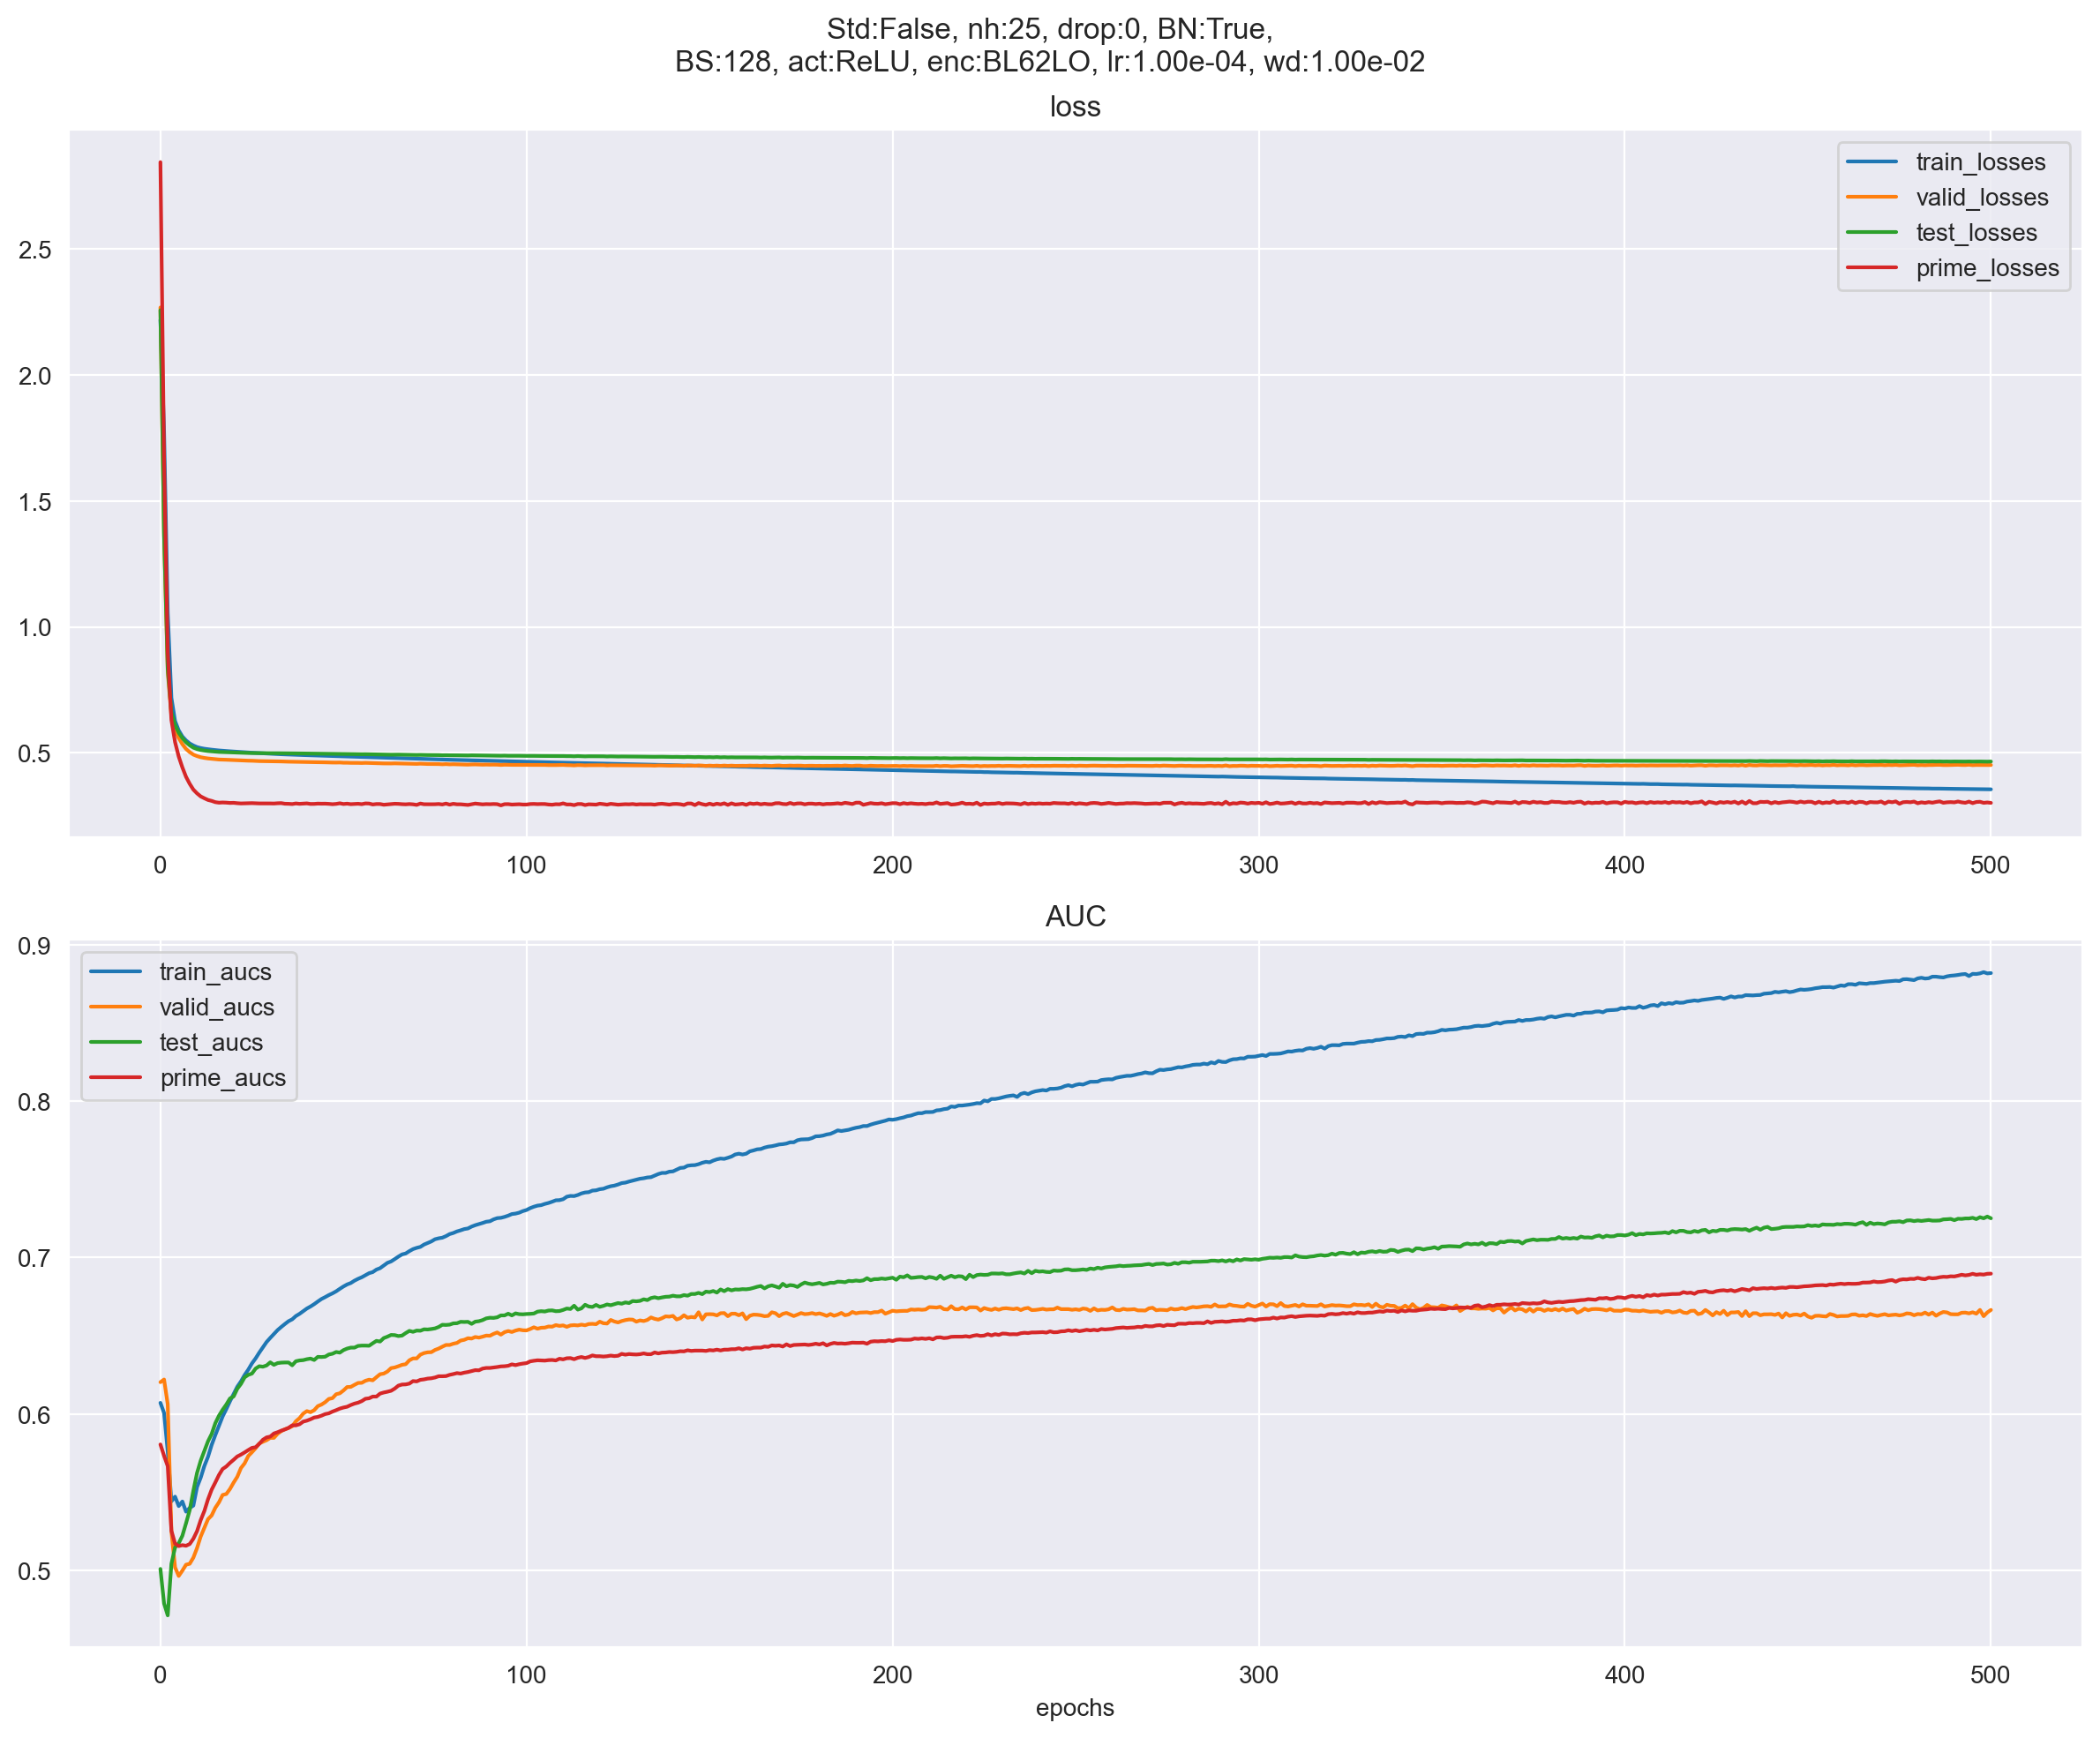 Std:False, nh:25, drop:0, BN:True,
BS:128, act:ReLU, enc:BL62LO, lr:1.00e-04, wd:1.00e-02
loss
train_losses
valid_losses
test_losses
prime_losses
2.5
2.0
1.5
1.0
0.5
0 100 200 300 400 500
AUC
train_aucs
valid_aucs
test_aucs
prime_aucs
0.9
0.8
0.7
0.6
0.5
0 100 200 300 400 500
epochs